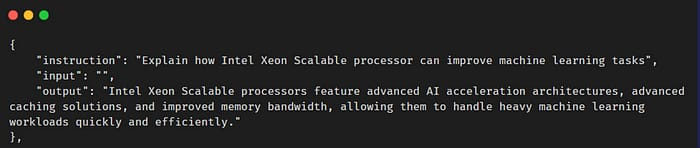 {
"instruction": "Explain how Intel Xeon Scalable processor can improve machine learning tasks",
"input": "",
"output": "Intel Xeon Scalable processors feature advanced AI acceleration architectures, advanced
caching solutions, and improved memory bandwidth, allowing them to handle heavy machine learning
workloads quickly and efficiently."
},